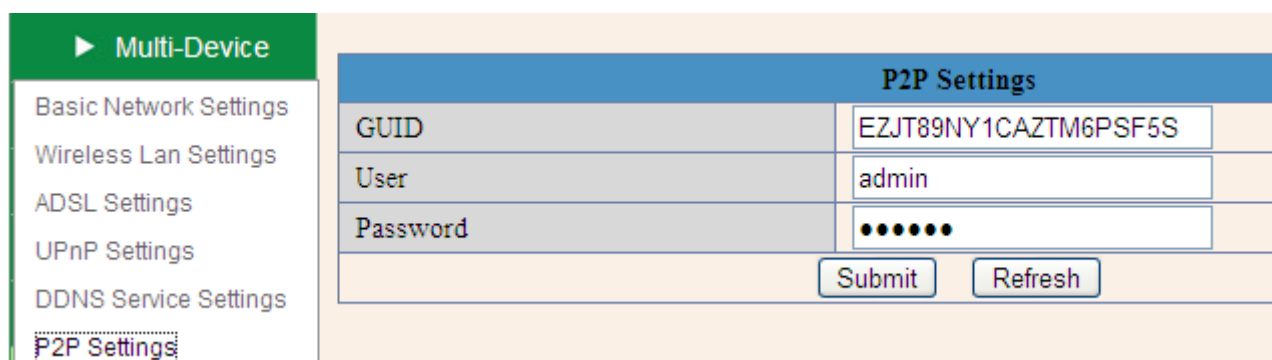 Multi-Device
Basic Network Settings
Wireless Lan Settings
ADSL Settings
UPnP Settings
DDNS Service Settings
P2P Settings
P2P Settings
GUID EZJT89NY1CAZTM6PSF5S
User admin
Password ••••••
Submit Refresh